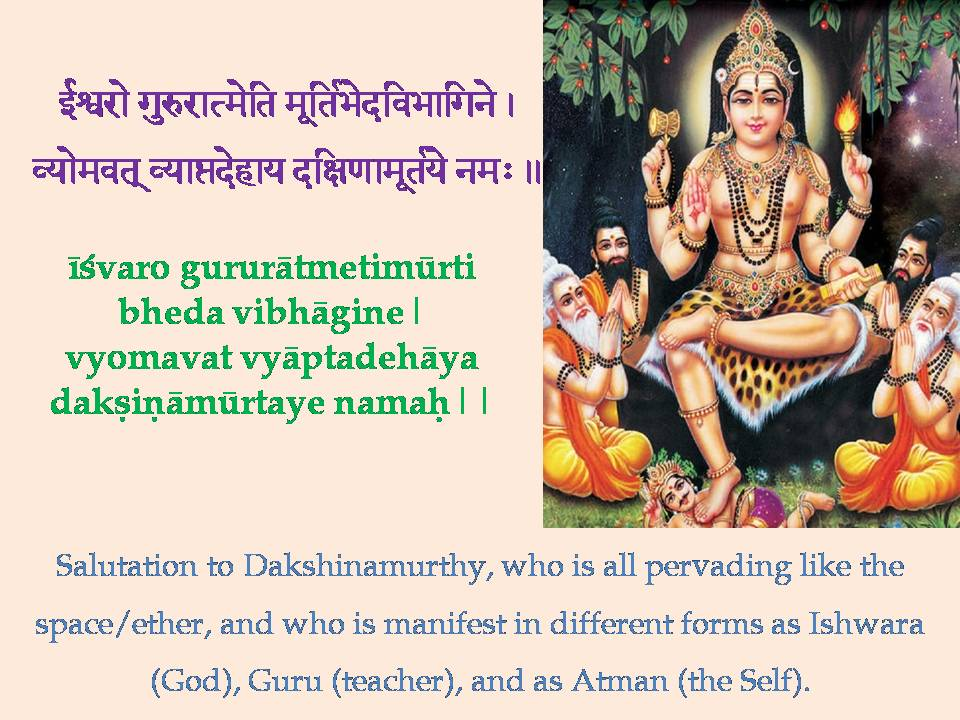 ईश्वरो गुरुरात्मेति मूर्तिभेदविभागिने।
व्योमवत् व्याप्तदेहाय दक्षिणामूर्तये नमः॥
īśvaro gururātmetimūrti
bheda vibhāgine|
vyomavat vyāptadehāya
dakṣiṇāmūrtaye namaḥ||
Salutation to Dakshinamurthy, who is all pervading like the
space/ether, and who is manifest in different forms as Ishwara
(God), Guru (teacher), and as Atman (the Self).